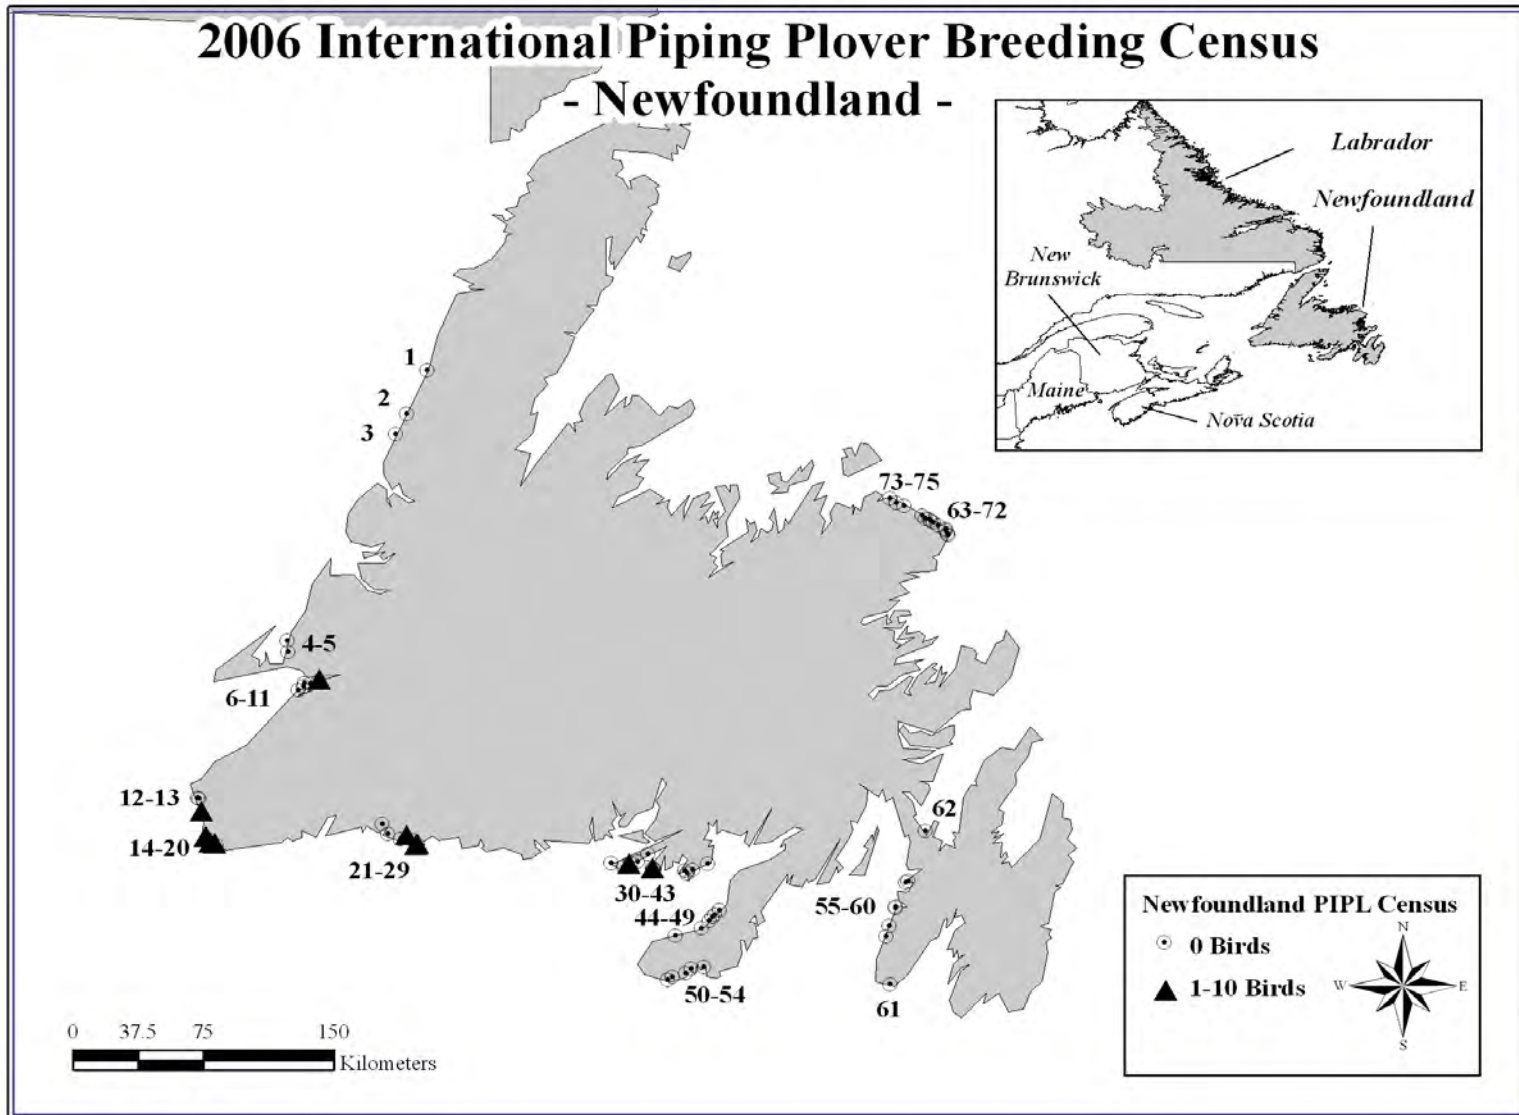 2006 International Piping Plover Breeding Census
- Newfoundland -
Labrador
Newfoundland
New
Brunswick
Maine
Nova Scotia
1
2
3
73-75
63-72
4-5
6-11
12-13
14-20
21-29
62
30-43
44-49
55-60
50-54
61
Newfoundland PIPL Census
0 Birds
1-10 Birds
N
W E
S
0 37.5 75 150
Kilometers